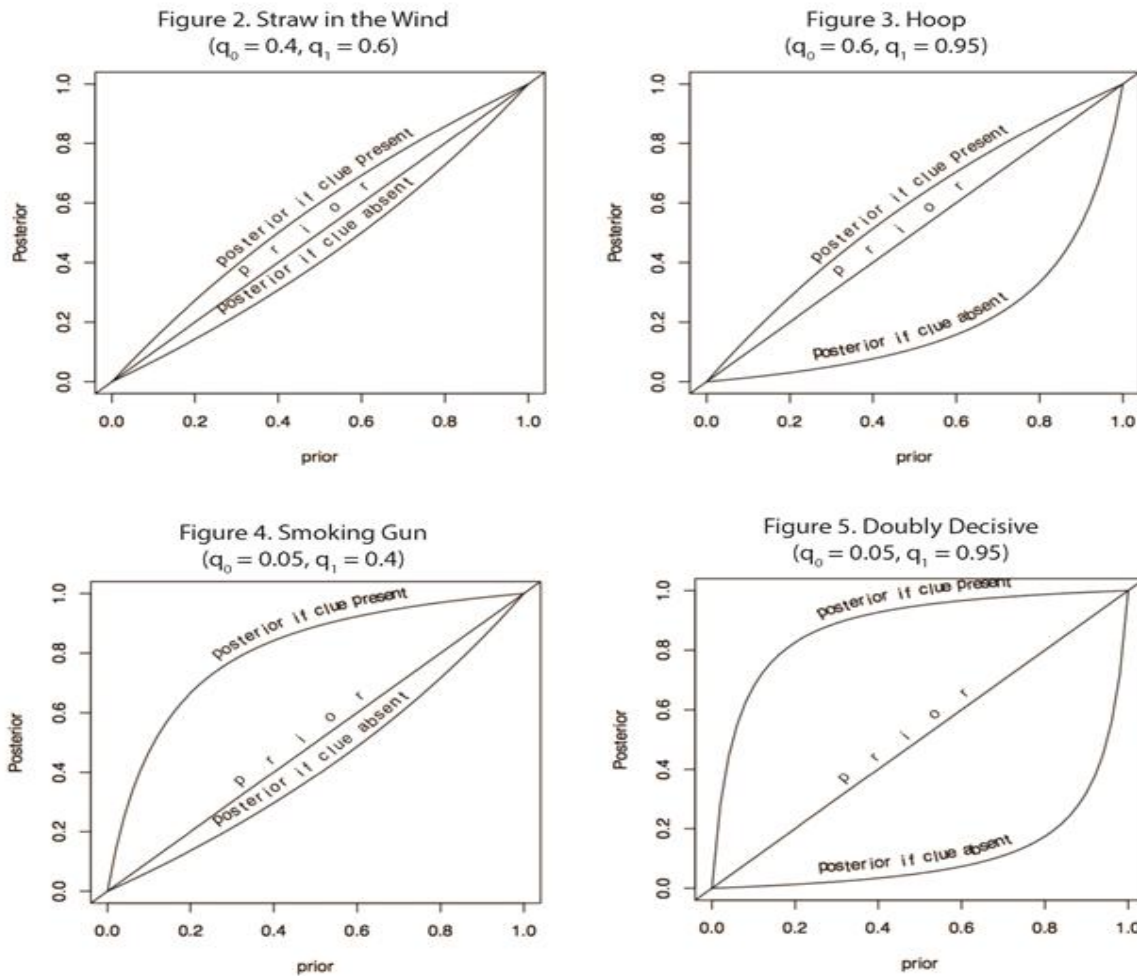 Figure 2. Straw in the Wind
(q₀ = 0.4, q₁ = 0.6)
1.0
0.8
0.6
0.4
0.2
0.0
Posterior
posterior if clue present
prior
posterior if clue absent
0.0 0.2 0.4 0.6 0.8 1.0
prior
Figure 3. Hoop
(q₀ = 0.6, q₁ = 0.95)
1.0
0.8
0.6
0.4
0.2
0.0
Posterior
posterior if clue present
prior
posterior if clue absent
0.0 0.2 0.4 0.6 0.8 1.0
prior
Figure 4. Smoking Gun
(q₀ = 0.05, q₁ = 0.4)
1.0
0.8
0.6
0.4
0.2
0.0
Posterior
posterior if clue present
prior
posterior if clue absent
0.0 0.2 0.4 0.6 0.8 1.0
prior
Figure 5. Doubly Decisive
(q₀ = 0.05, q₁ = 0.95)
1.0
0.8
0.6
0.4
0.2
0.0
Posterior
posterior if clue present
prior
posterior if clue absent
0.0 0.2 0.4 0.6 0.8 1.0
prior